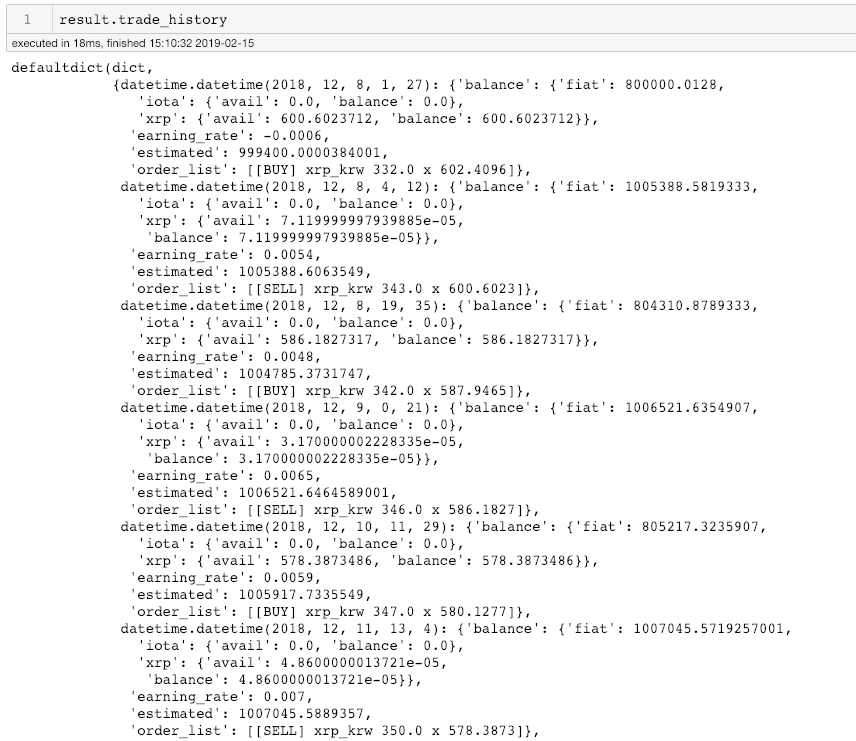 1 result.trade_history
executed in 18ms, finished 15:10:32 2019-02-15
defaultdict(dict,
{datetime.datetime(2018, 12, 8, 1, 27): {'balance': {'fiat': 800000.0128,
'iota': {'avail': 0.0, 'balance': 0.0},
'xrp': {'avail': 600.6023712, 'balance': 600.6023712}},
'earning_rate': -0.0006,
'estimated': 999400.0000384001,
'order_list': [[BUY] xrp_krw 332.0 x 602.4096]},
datetime.datetime(2018, 12, 8, 4, 12): {'balance': {'fiat': 1005388.5819333,
'iota': {'avail': 0.0, 'balance': 0.0},
'xrp': {'avail': 7.119999997939885e-05,
'balance': 7.119999997939885e-05}},
'earning_rate': 0.0054,
'estimated': 1005388.6063549,
'order_list': [[SELL] xrp_krw 343.0 x 600.6023]},
datetime.datetime(2018, 12, 8, 19, 35): {'balance': {'fiat': 804310.8789333,
'iota': {'avail': 0.0, 'balance': 0.0},
'xrp': {'avail': 586.1827317, 'balance': 586.1827317}},
'earning_rate': 0.0048,
'estimated': 1004785.3731747,
'order_list': [[BUY] xrp_krw 342.0 x 587.9465]},
datetime.datetime(2018, 12, 9, 0, 21): {'balance': {'fiat': 1006521.6354907,
'iota': {'avail': 0.0, 'balance': 0.0},
'xrp': {'avail': 3.170000002228335e-05,
'balance': 3.170000002228335e-05}},
'earning_rate': 0.0065,
'estimated': 1006521.6464589001,
'order_list': [[SELL] xrp_krw 346.0 x 586.1827]},
datetime.datetime(2018, 12, 10, 11, 29): {'balance': {'fiat': 805217.3235907,
'iota': {'avail': 0.0, 'balance': 0.0},
'xrp': {'avail': 578.3873486, 'balance': 578.3873486}},
'earning_rate': 0.0059,
'estimated': 1005917.7335549,
'order_list': [[BUY] xrp_krw 347.0 x 580.1277]},
datetime.datetime(2018, 12, 11, 13, 4): {'balance': {'fiat': 1007045.5719257001,
'iota': {'avail': 0.0, 'balance': 0.0},
'xrp': {'avail': 4.8600000013721e-05,
'balance': 4.8600000013721e-05}},
'earning_rate': 0.007,
'estimated': 1007045.5889357,
'order_list': [[SELL] xrp_krw 350.0 x 578.3873]},